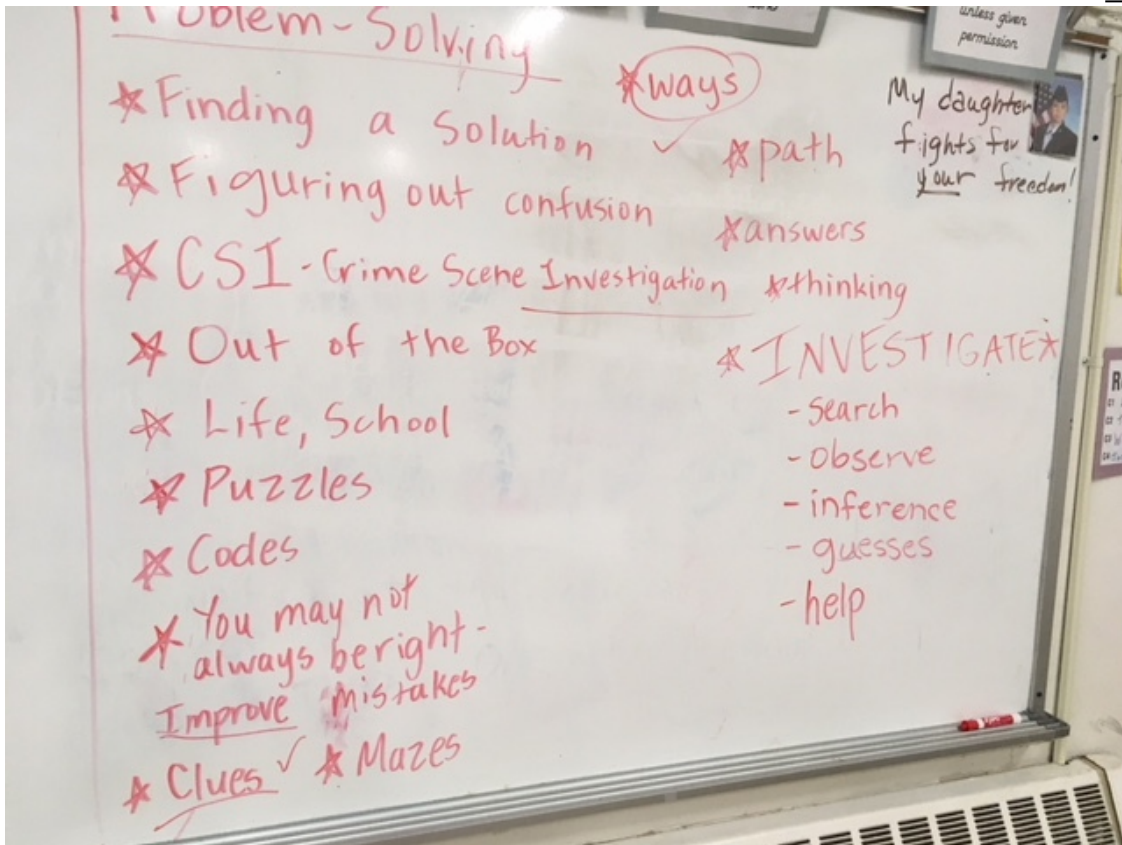 Problem-Solving
* Finding a Solution ✓
* Figuring out confusion
* CSI - Crime Scene Investigation
* Out of the Box
* Life, School
* Puzzles
* Codes
* You may not
always be right -
Improve mistakes
* Clues ✓ * Mazes
* ways
* path
* answers
* thinking
* INVESTIGATE *
- search
- observe
- inference
- guesses
- help
unless given
permission
My daughter
fights for
your freedom!